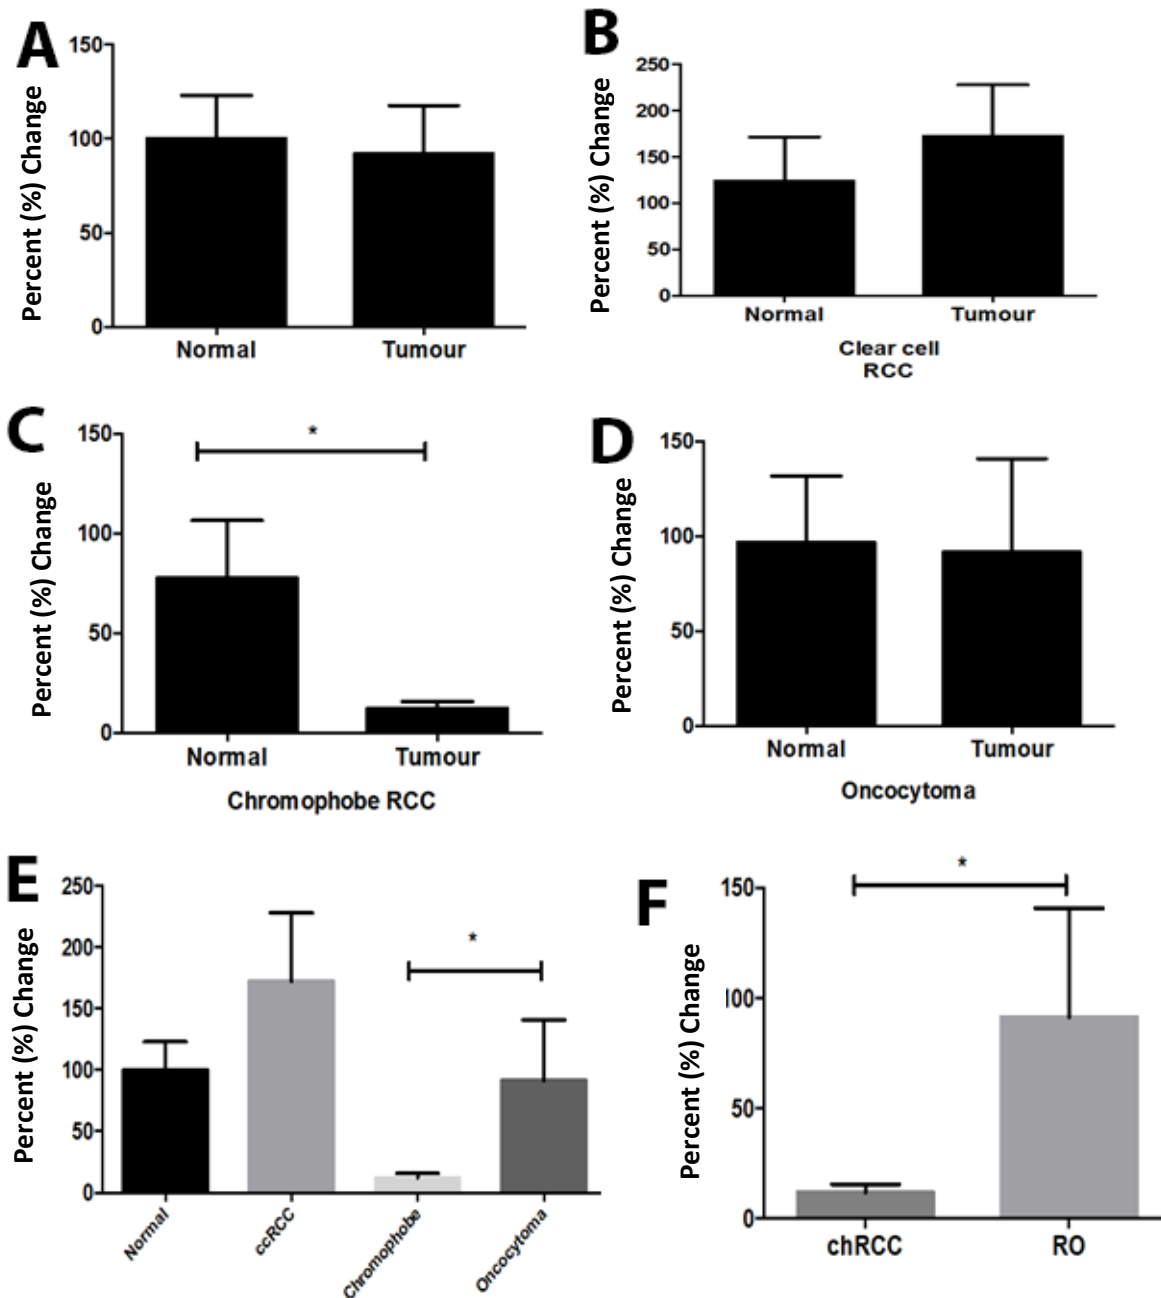 A
Percent (%) Change
150
100
50
0
Normal
Tumour
B
Percent (%) Change
250
200
150
100
50
0
Normal
Tumour
Clear cell
RCC
C
Percent (%) Change
150
100
50
0
*
Normal
Tumour
Chromophobe RCC
D
Percent (%) Change
150
100
50
0
Normal
Tumour
Oncocytoma
E
Percent (%) Change
250
200
150
100
50
0
*
Normal
ccRCC
Chromophobe
Oncocytoma
F
Percent (%) Change
150
100
50
0
*
chRCC
RO